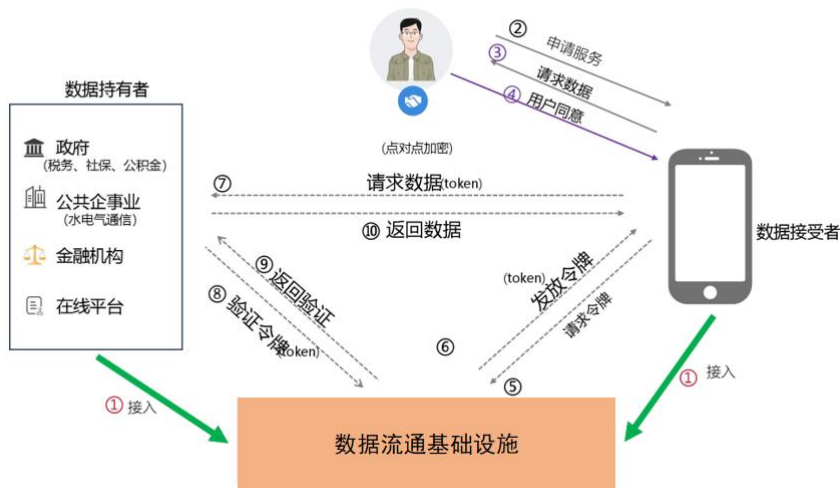 ② 申请服务
③ 请求数据
④ 用户同意
数据持有者
政府
(税务、社保、公积金)
公共企事业
(水电气通信)
金融机构
在线平台
(点对点加密)
⑦ 请求数据(token)
⑩ 返回数据
数据接受者
⑨ 返回验证
⑧ 验证令牌(token)
(token)
发放令牌
请求令牌
⑥
⑤
① 接入
① 接入
数据流通基础设施